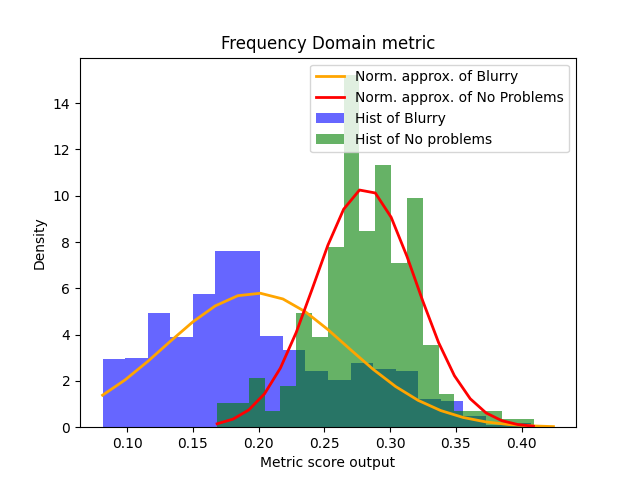 Frequency Domain metric
Norm. approx. of Blurry
Norm. approx. of No Problems
Hist of Blurry
Hist of No problems
Density
14
12
10
8
6
4
2
0
0.10 0.15 0.20 0.25 0.30 0.35 0.40
Metric score output